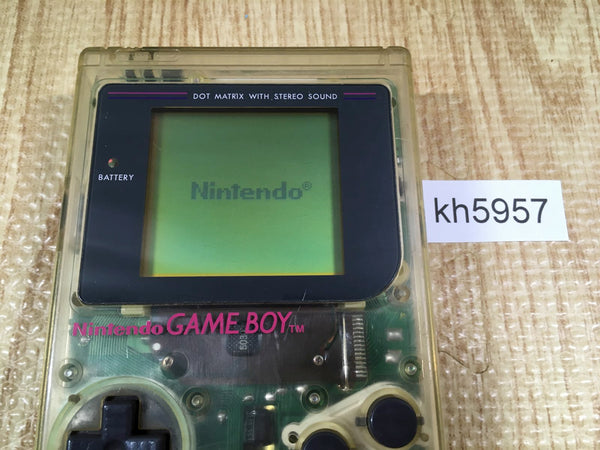 DOT MATRIX WITH STEREO SOUND
BATTERY
Nintendo®
kh5957
Nintendo GAME BOY™